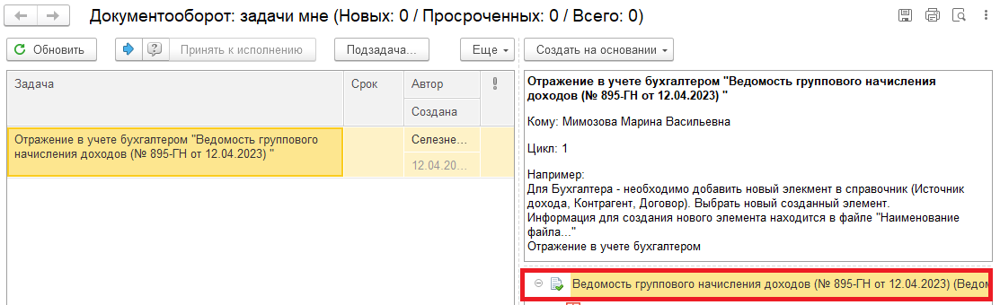 Документооборот: задачи мне (Новых: 0 / Просроченных: 0 / Всего: 0)
Обновить
Принять к исполнению
Подзадача...
Еще
Создать на основании
Задача
Срок
Автор
Создана
Отражение в учете бухгалтером "Ведомость группового
начисления доходов (№ 895-ГН от 12.04.2023) "
Селезне...
12.04.20...
Отражение в учете бухгалтером "Ведомость группового начисления
доходов (№ 895-ГН от 12.04.2023) "
Кому: Мимозова Марина Васильевна
Цикл: 1
Например:
Для Бухгалтера - необходимо добавить новый элекмент в справочник (Источник
дохода, Контрагент, Договор). Выбрать новый созданный элемент.
Информация для создания нового элемента находится в файле "Наименование
файла..."
Отражение в учете бухгалтером
Ведомость группового начисления доходов (№ 895-ГН от 12.04.2023) (Ведом